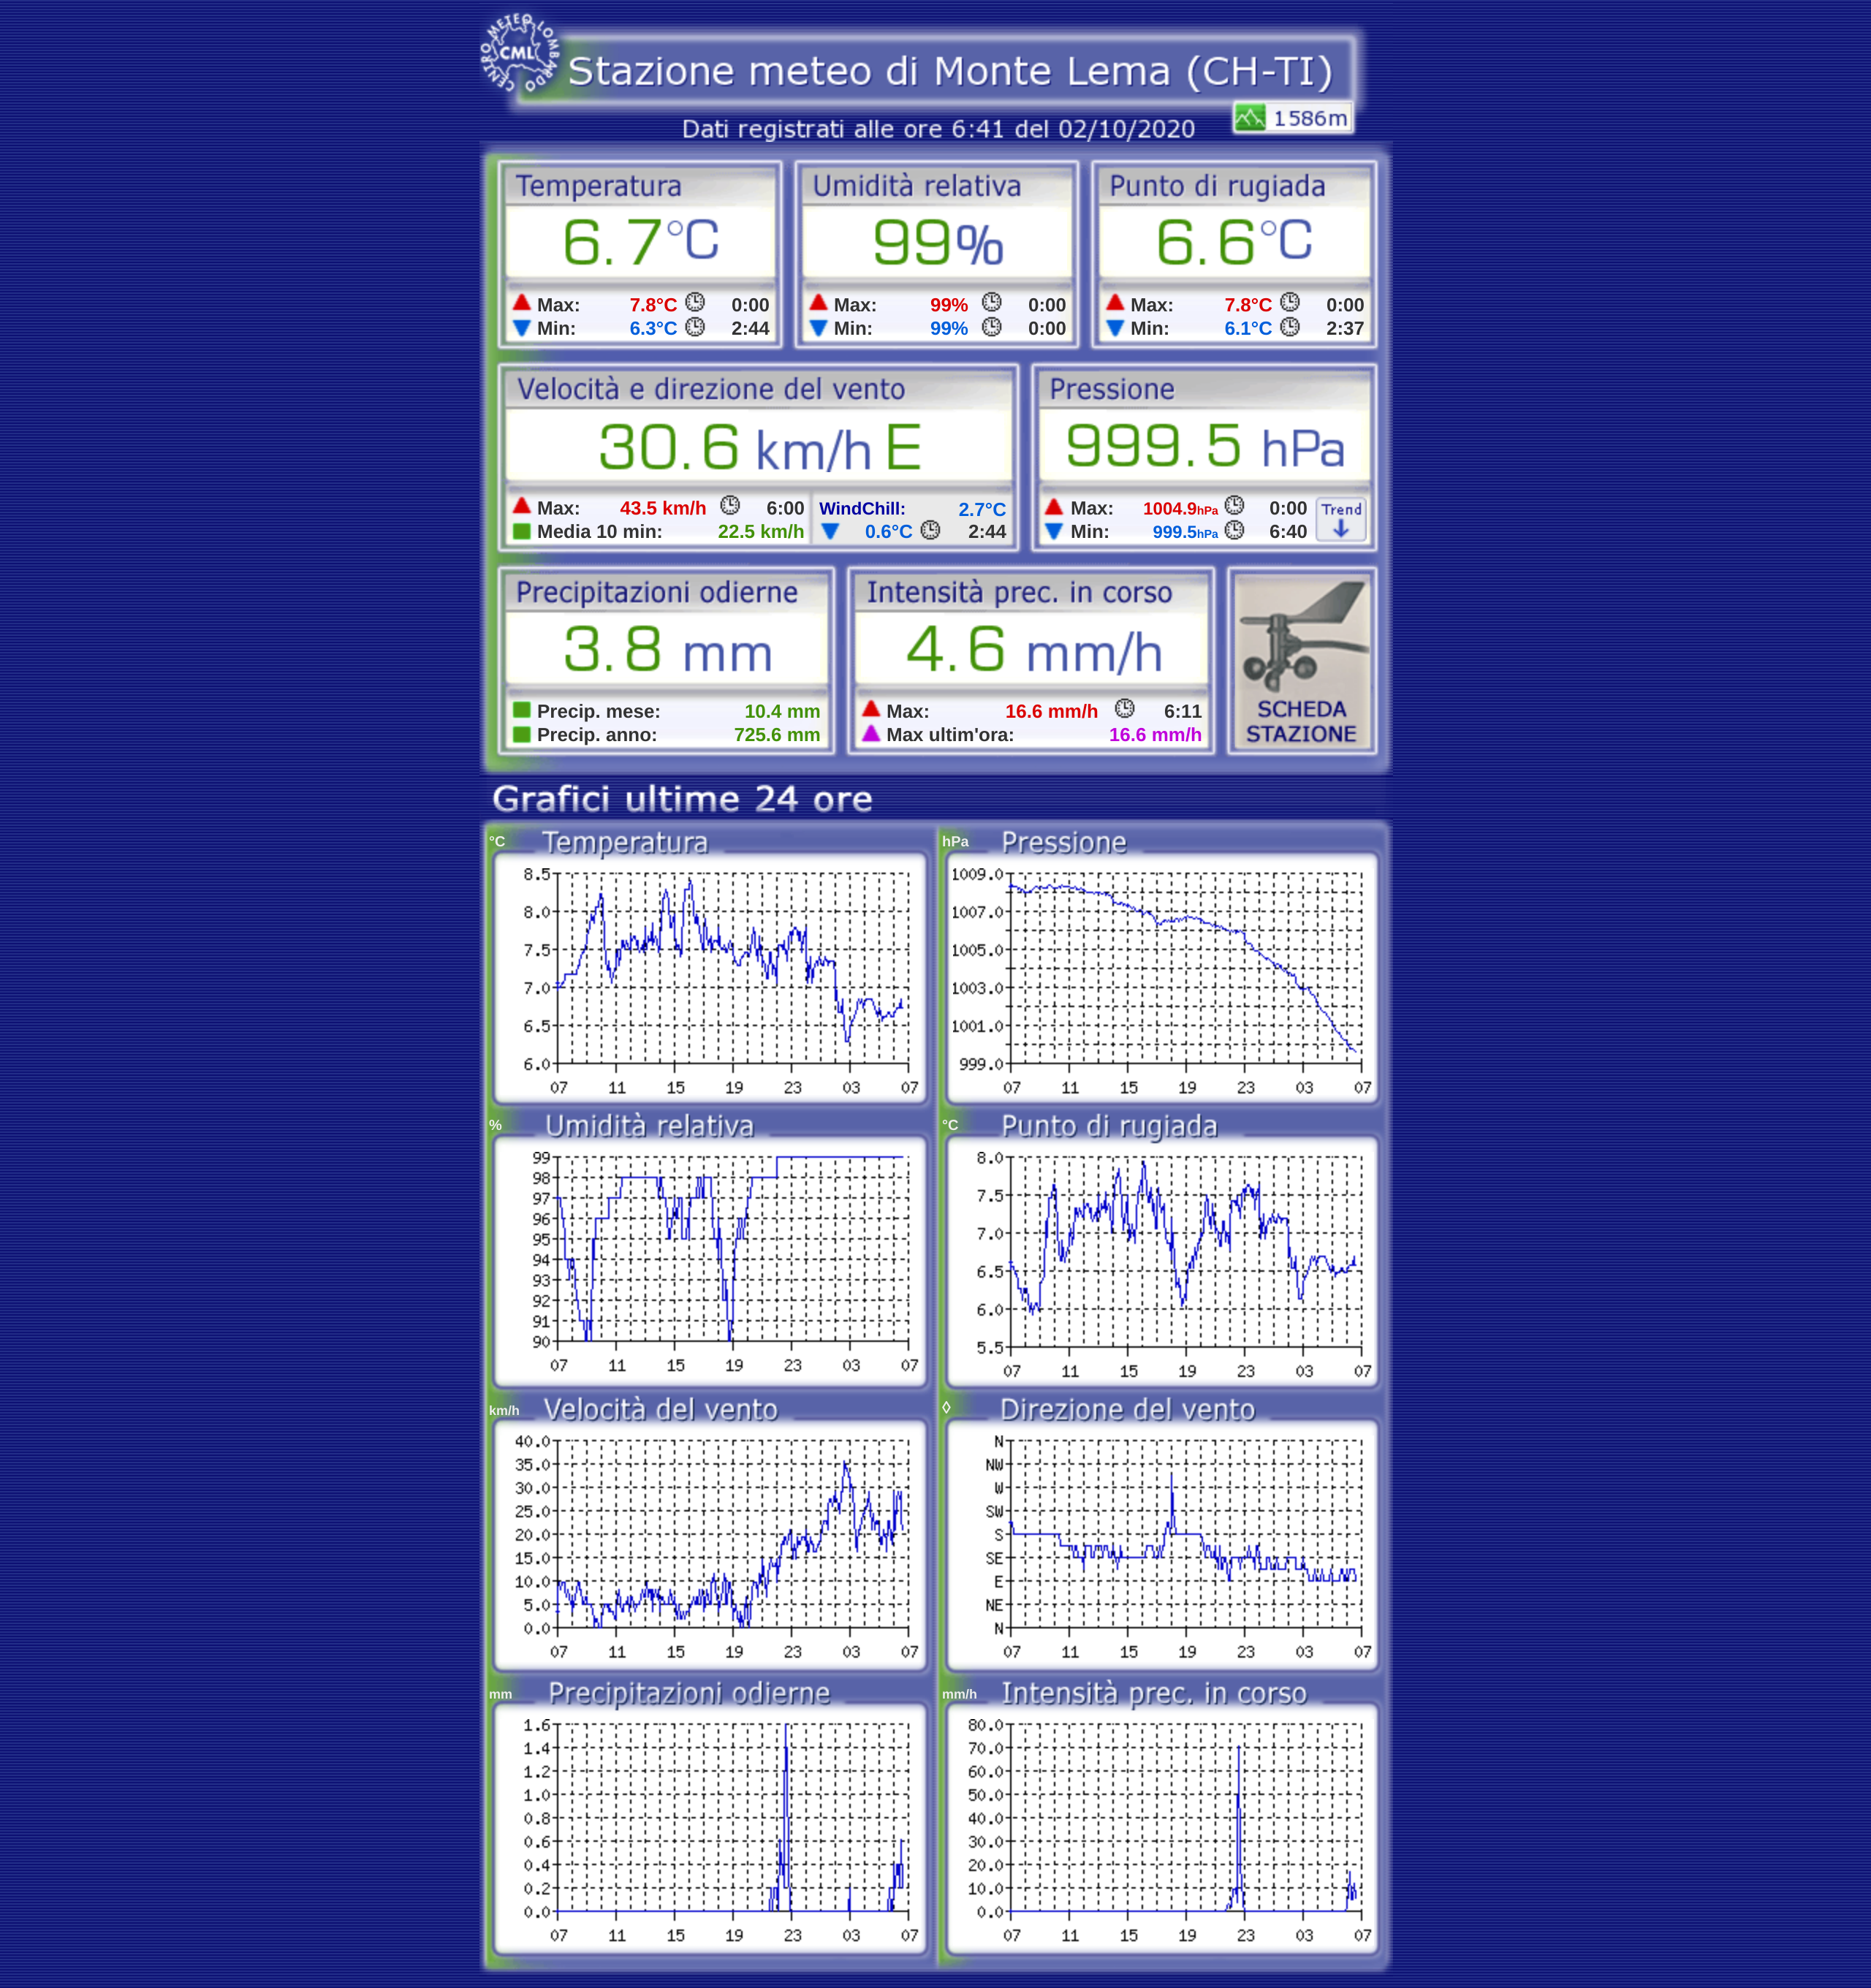 CENTRO METEO LOMBARDO
CML
Stazione meteo di Monte Lema (CH-TI)
1586m
Dati registrati alle ore 6:41 del 02/10/2020
Temperatura Umidità relativa Punto di rugiada
6.7°C 99% 6.6°C
Max: 7.8°C 0:00 Max: 99% 0:00 Max: 7.8°C 0:00
Min: 6.3°C 2:44 Min: 99% 0:00 Min: 6.1°C 2:37
Velocità e direzione del vento Pressione
30.6 km/h E 999.5 hPa
Max: 43.5 km/h 6:00 WindChill: 2.7°C Max: 1004.9hPa 0:00 Trend
Media 10 min: 22.5 km/h 0.6°C 2:44 Min: 999.5hPa 6:40
Precipitazioni odierne Intensità prec. in corso
3.8 mm 4.6 mm/h
Precip. mese: 10.4 mm Max: 16.6 mm/h 6:11 SCHEDA
Precip. anno: 725.6 mm Max ultim'ora: 16.6 mm/h STAZIONE
Grafici ultime 24 ore
°C Temperatura
8.5
8.0
7.5
7.0
6.5
6.0
07 11 15 19 23 03 07
hPa Pressione
1009.0
1007.0
1005.0
1003.0
1001.0
999.0
07 11 15 19 23 03 07
% Umidità relativa
99
98
97
96
95
94
93
92
91
90
07 11 15 19 23 03 07
°C Punto di rugiada
8.0
7.5
7.0
6.5
6.0
5.5
07 11 15 19 23 03 07
km/h Velocità del vento
40.0
35.0
30.0
25.0
20.0
15.0
10.0
5.0
0.0
07 11 15 19 23 03 07
◊ Direzione del vento
N
NW
W
SW
S
SE
E
NE
N
07 11 15 19 23 03 07
mm Precipitazioni odierne
1.6
1.4
1.2
1.0
0.8
0.6
0.4
0.2
0.0
07 11 15 19 23 03 07
mm/h Intensità prec. in corso
80.0
70.0
60.0
50.0
40.0
30.0
20.0
10.0
0.0
07 11 15 19 23 03 07